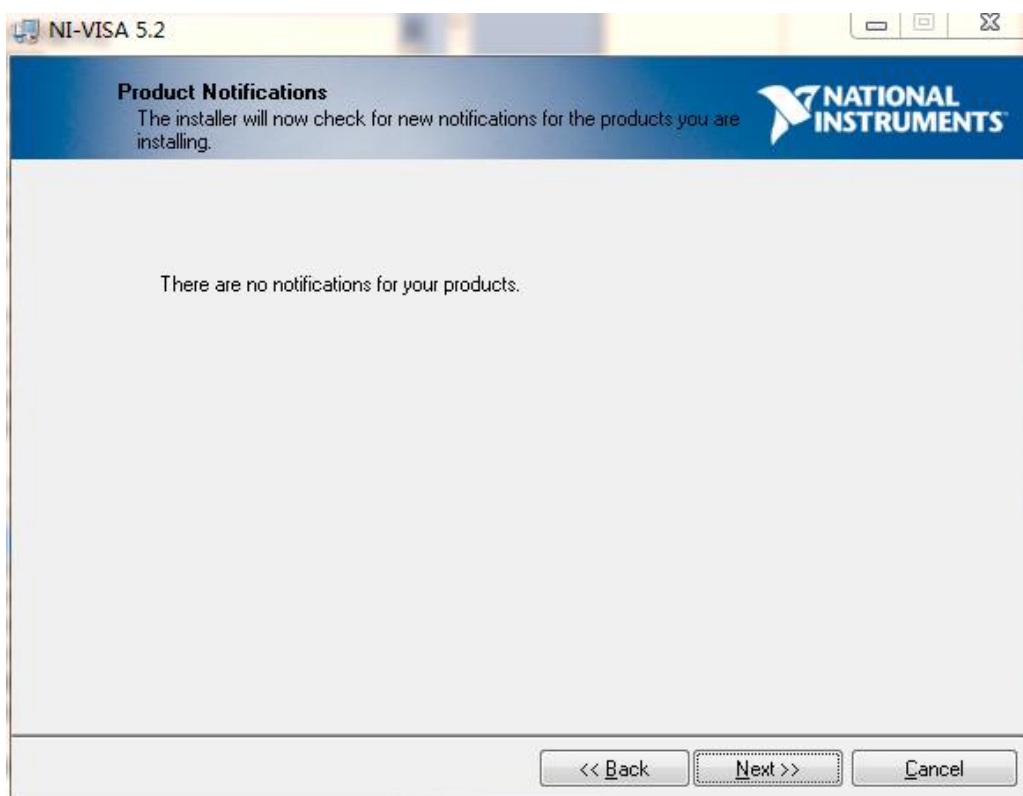 NI-VISA 5.2
Product Notifications
The installer will now check for new notifications for the products you are
installing.
NATIONAL
INSTRUMENTS
There are no notifications for your products.
<< Back
Next >>
Cancel